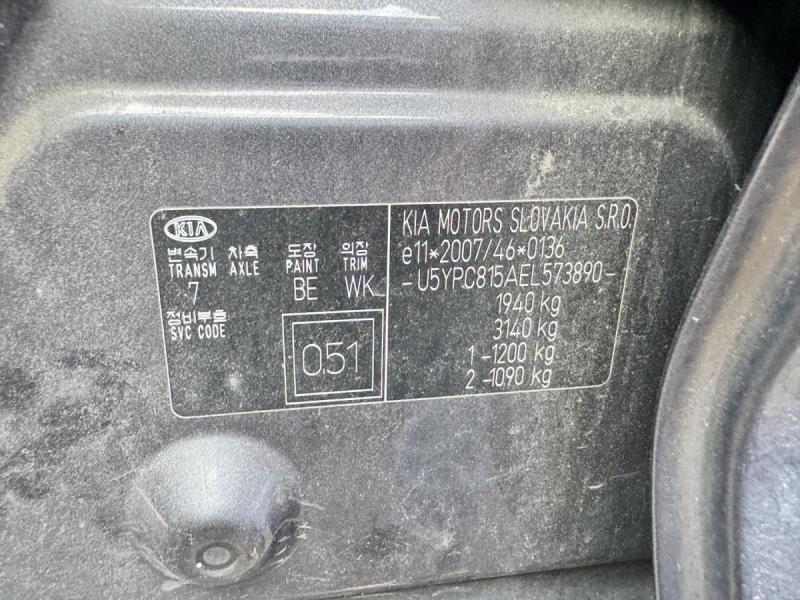 KIA
변속기 차축 도장 의장
TRANSM AXLE PAINT TRIM
7 BE WK
정비부호
SVC CODE
0.51
KIA MOTORS SLOVAKIA S.R.O.
e11*2007/46*0136
-U5YPC815AEL573890-
1940 kg
3140 kg
1-1200 kg
2-1090 kg